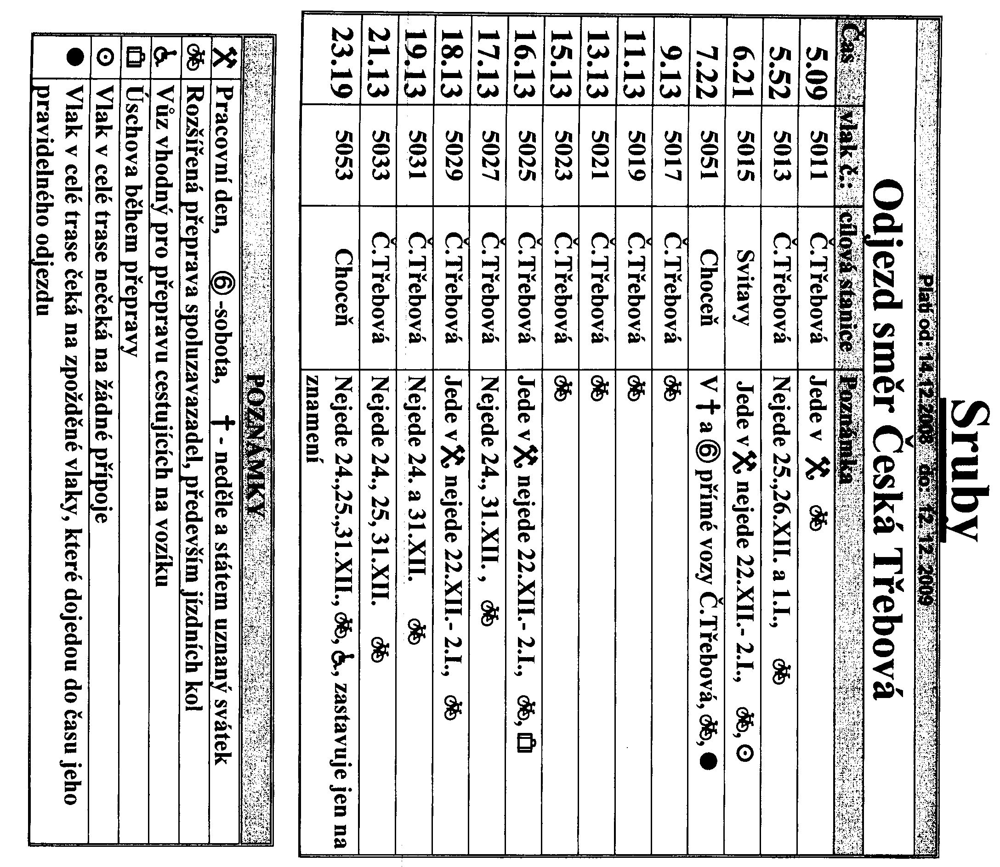 Sruby
Platí od: 14.12.2008 do: 12. 12. 2009
Odjezd směr Česká Třebová
Čas vlak č.: cílová stanice Poznámka
5.09 5011 Č.Třebová Jede v ⚒, 🚲
5.52 5013 Č.Třebová Nejede 25.,26.XII. a 1.I., 🚲
6.21 5015 Svitavy Jede v ⚒, nejede 22.XII.- 2.I., 🚲, ⊙
7.22 5051 Choceň V † a ⑥ přímé vozy Č.Třebová, 🚲, ●
9.13 5017 Č.Třebová 🚲
11.13 5019 Č.Třebová 🚲
13.13 5021 Č.Třebová 🚲
15.13 5023 Č.Třebová 🚲
16.13 5025 Č.Třebová Jede v ⚒, nejede 22.XII.- 2.I., 🚲, 🧳
17.13 5027 Č.Třebová Nejede 24., 31.XII. , 🚲
18.13 5029 Č.Třebová Jede v ⚒, nejede 22.XII.- 2.I., 🚲
19.13 5031 Č.Třebová Nejede 24. a 31.XII. 🚲
21.13 5033 Č.Třebová Nejede 24., 25, 31.XII. 🚲
23.19 5053 Choceň Nejede 24.,25.,31.XII., 🚲, ♿, zastavuje jen na
znamení
POZNÁMKY
⚒ Pracovní den, ⑥ -sobota, † - neděle a státem uznaný svátek
🚲 Rozšířená přeprava spoluzavazadel, především jízdních kol
♿ Vůz vhodný pro přepravu cestujících na vozíku
🧳 Úschova během přepravy
⊙ Vlak v celé trase nečeká na žádné přípoje
● Vlak v celé trase čeká na zpožděné vlaky, které dojedou do času jeho
pravidelného odjezdu